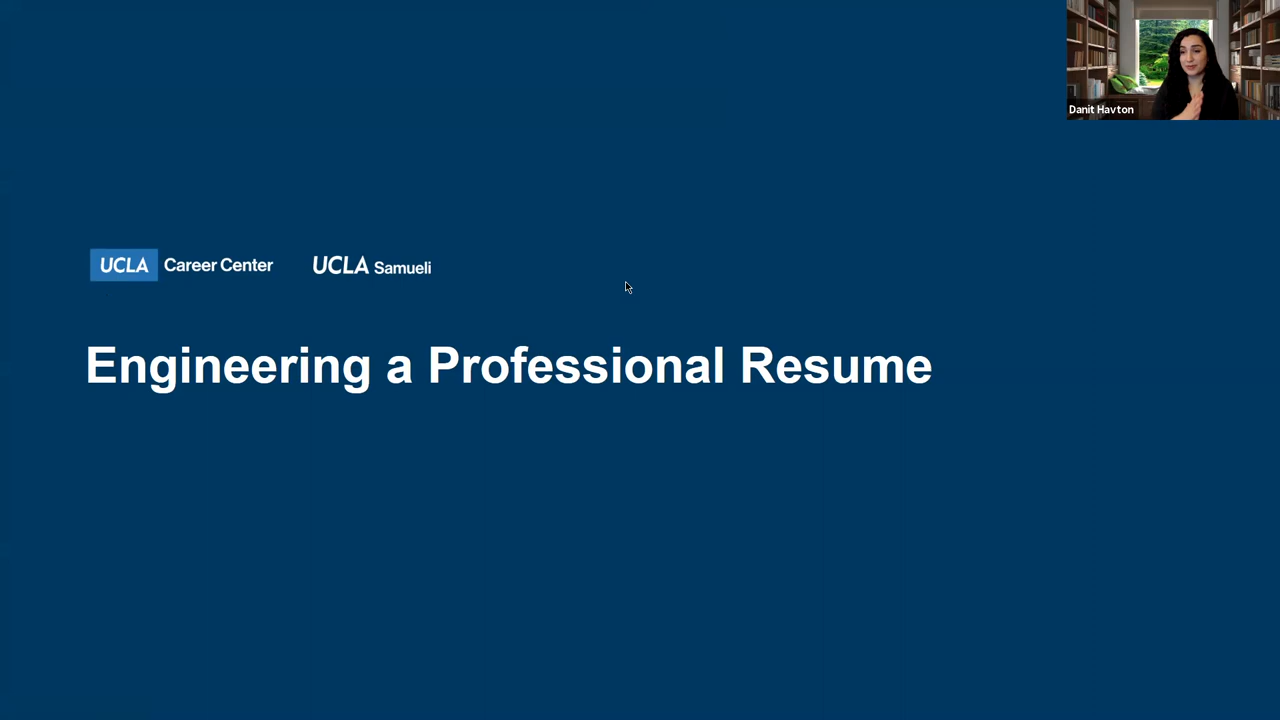 Danit Havton
UCLA Career Center
UCLA Samueli
Engineering a Professional Resume